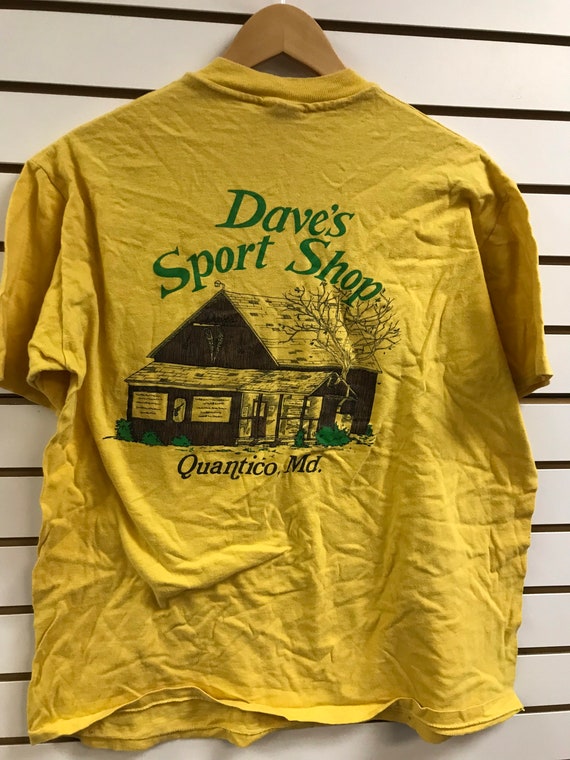 Dave's
Sport Shop
Quantico, Md.